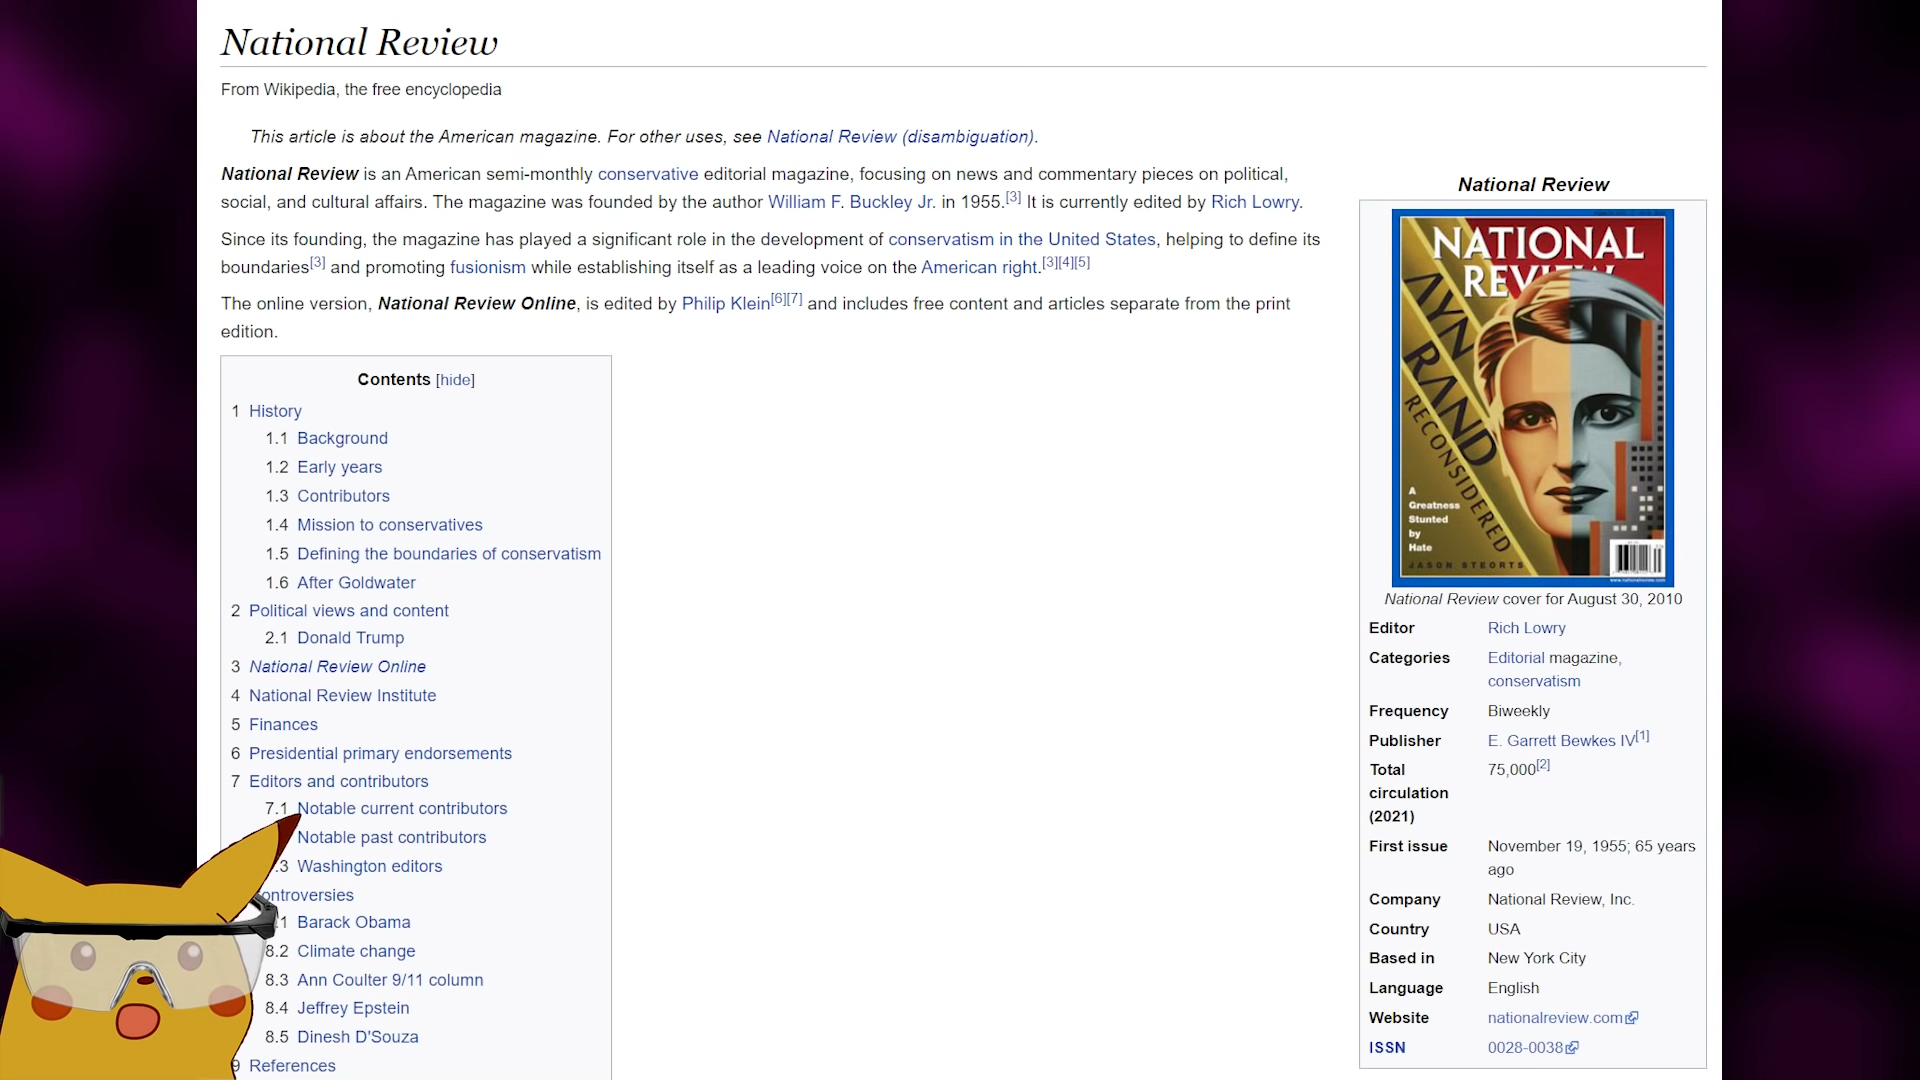 National Review
From Wikipedia, the free encyclopedia
This article is about the American magazine. For other uses, see National Review (disambiguation).
National Review is an American semi-monthly conservative editorial magazine, focusing on news and commentary pieces on political,
social, and cultural affairs. The magazine was founded by the author William F. Buckley Jr. in 1955.[3] It is currently edited by Rich Lowry.
Since its founding, the magazine has played a significant role in the development of conservatism in the United States, helping to define its
boundaries[3] and promoting fusionism while establishing itself as a leading voice on the American right.[3][4][5]
The online version, National Review Online, is edited by Philip Klein[6][7] and includes free content and articles separate from the print
edition.
Contents [hide]
1 History
1.1 Background
1.2 Early years
1.3 Contributors
1.4 Mission to conservatives
1.5 Defining the boundaries of conservatism
1.6 After Goldwater
2 Political views and content
2.1 Donald Trump
3 National Review Online
4 National Review Institute
5 Finances
6 Presidential primary endorsements
7 Editors and contributors
7.1 Notable current contributors
Notable past contributors
.3 Washington editors
ontroversies
.1 Barack Obama
8.2 Climate change
8.3 Ann Coulter 9/11 column
8.4 Jeffrey Epstein
8.5 Dinesh D'Souza
9 References
National Review
NATIONAL
REVIEW
AYN RAND
RECONSIDERED
A
Greatness
Stunted
by
Hate
JASON STEORTS
www.nationalreview.com
National Review cover for August 30, 2010
Editor Rich Lowry
Categories Editorial magazine,
conservatism
Frequency Biweekly
Publisher E. Garrett Bewkes IV[1]
Total 75,000[2]
circulation
(2021)
First issue November 19, 1955; 65 years
ago
Company National Review, Inc.
Country USA
Based in New York City
Language English
Website nationalreview.com
ISSN 0028-0038